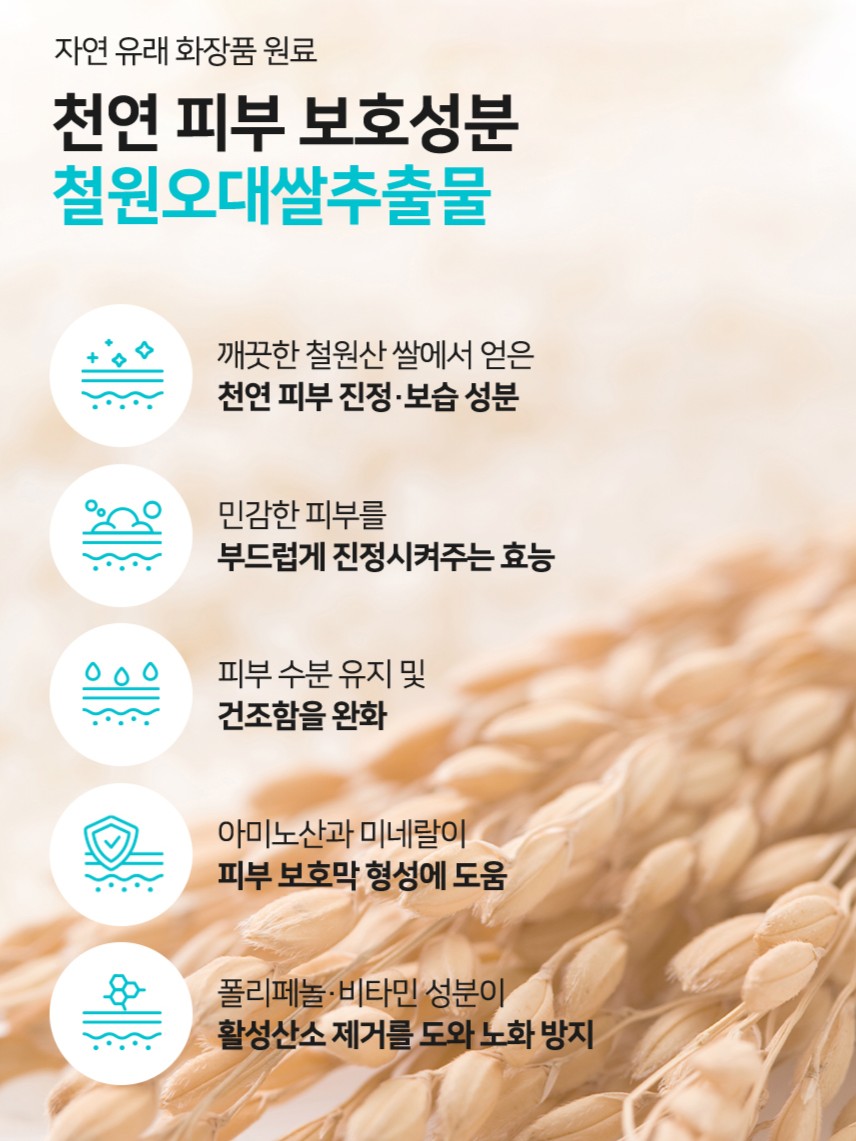 자연 유래 화장품 원료
천연 피부 보호성분
철원오대쌀추출물
깨끗한 철원산 쌀에서 얻은
천연 피부 진정·보습 성분
민감한 피부를
부드럽게 진정시켜주는 효능
피부 수분 유지 및
건조함을 완화
아미노산과 미네랄이
피부 보호막 형성에 도움
폴리페놀·비타민 성분이
활성산소 제거를 도와 노화 방지